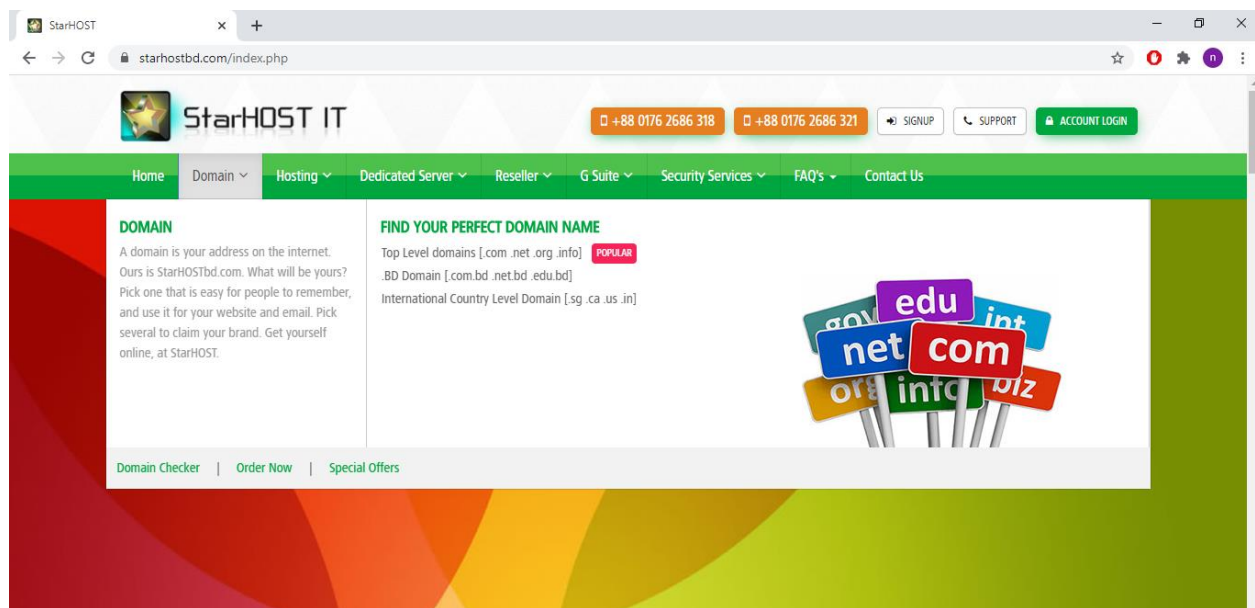 StarHOST
starhostbd.com/index.php
n
StarHOST IT
+88 0176 2686 318
+88 0176 2686 321
SIGNUP
SUPPORT
ACCOUNT LOGIN
Home Domain Hosting Dedicated Server Reseller G Suite Security Services FAQ's Contact Us
DOMAIN
A domain is your address on the internet.
Ours is StarHOSTbd.com. What will be yours?
Pick one that is easy for people to remember,
and use it for your website and email. Pick
several to claim your brand. Get yourself
online, at StarHOST.
FIND YOUR PERFECT DOMAIN NAME
Top Level domains [.com .net .org .info] POPULAR
.BD Domain [.com.bd .net.bd .edu.bd]
International Country Level Domain [.sg .ca .us .in]
gov edu int
net com
org info biz
Domain Checker | Order Now | Special Offers